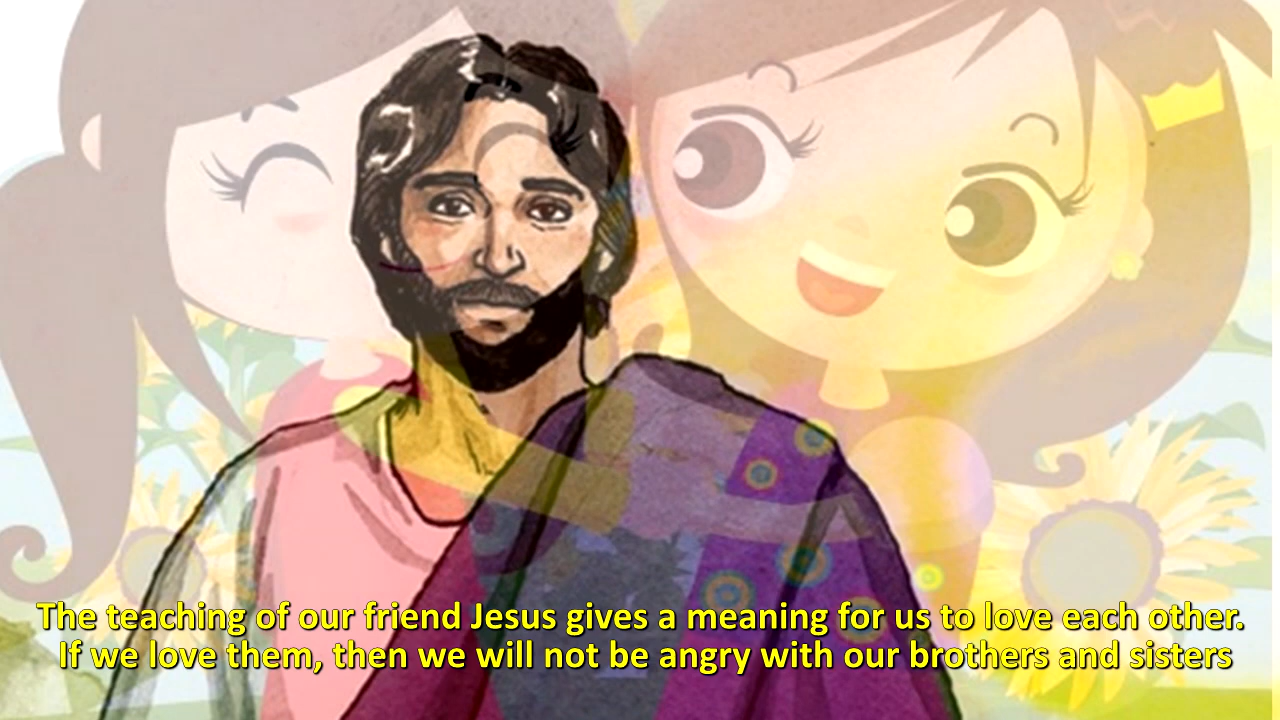 The teaching of our friend Jesus gives a meaning for us to love each other.
If we love them, then we will not be angry with our brothers and sisters